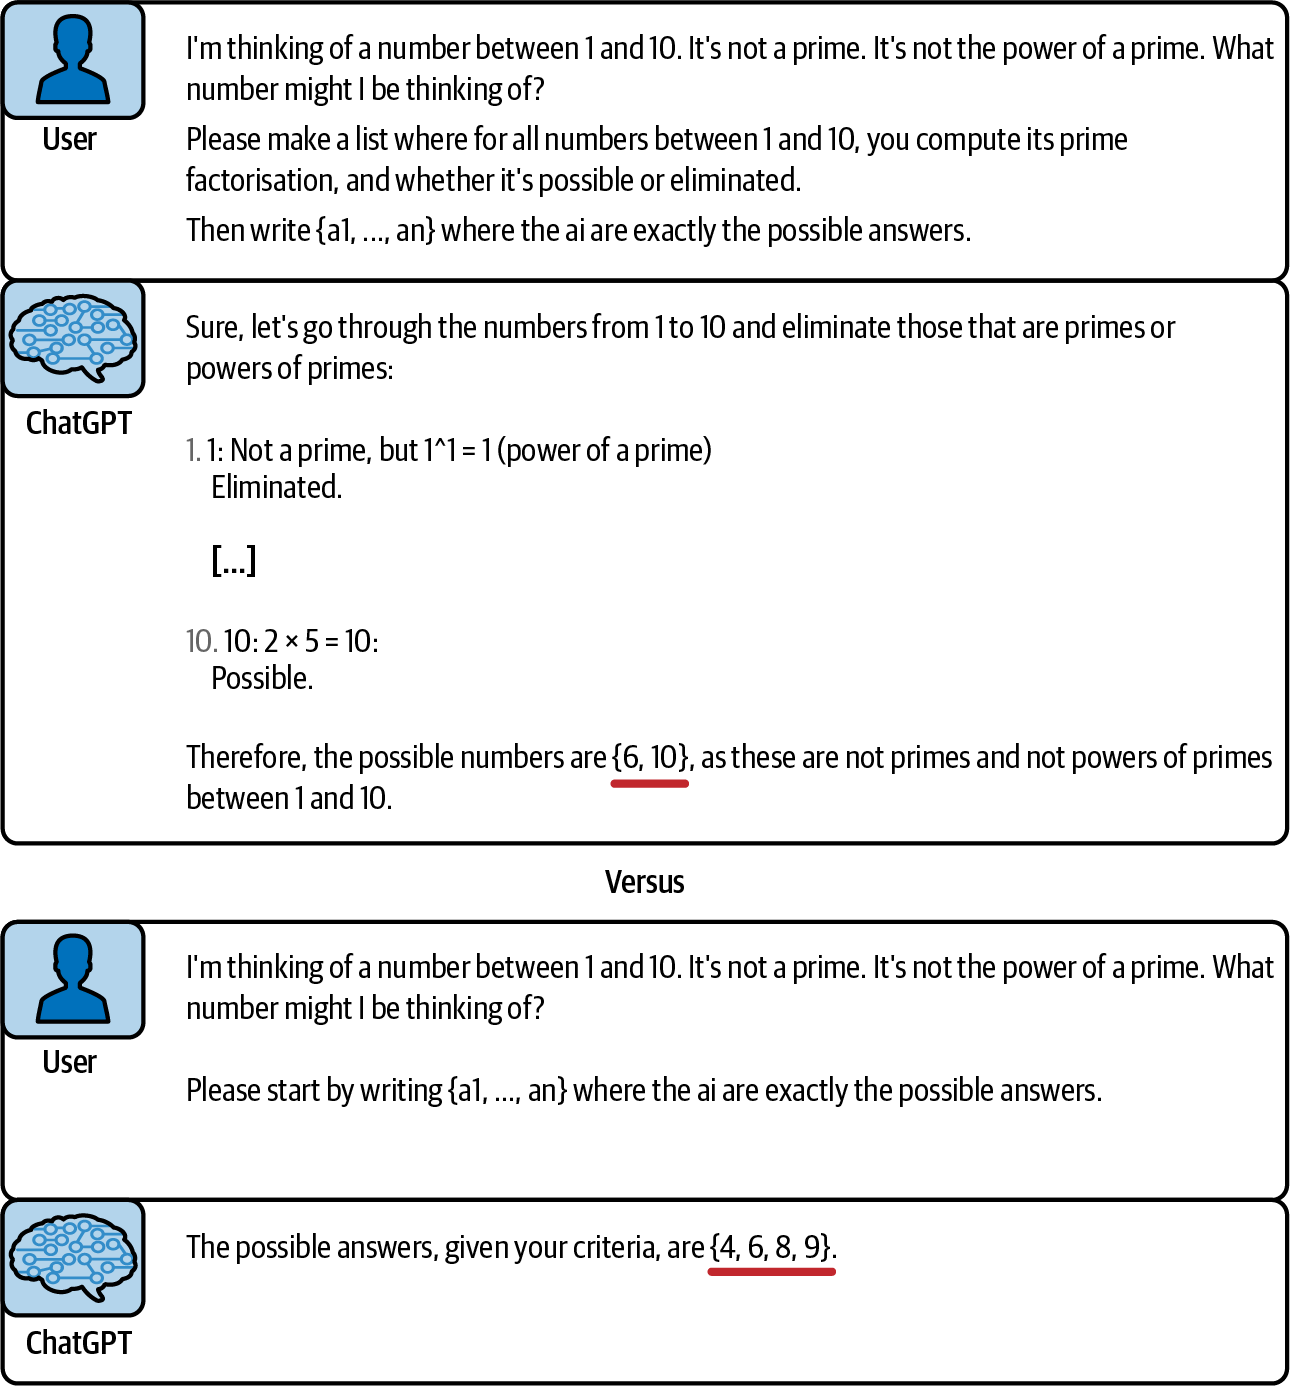 I'm thinking of a number between 1 and 10. It's not a prime. It's not the power of a prime. What
number might I be thinking of?
User
Please make a list where for all numbers between 1 and 10, you compute its prime
factorisation, and whether it's possible or eliminated.
Then write {a1, ..., an} where the ai are exactly the possible answers.
Sure, let's go through the numbers from 1 to 10 and eliminate those that are primes or
powers of primes:
ChatGPT
1. 1: Not a prime, but 1^1 = 1 (power of a prime)
Eliminated.
[...]
10. 10: 2 × 5 = 10:
Possible.
Therefore, the possible numbers are {6, 10}, as these are not primes and not powers of primes
between 1 and 10.
Versus
I'm thinking of a number between 1 and 10. It's not a prime. It's not the power of a prime. What
number might I be thinking of?
User
Please start by writing {a1, ..., an} where the ai are exactly the possible answers.
The possible answers, given your criteria, are {4, 6, 8, 9}.
ChatGPT